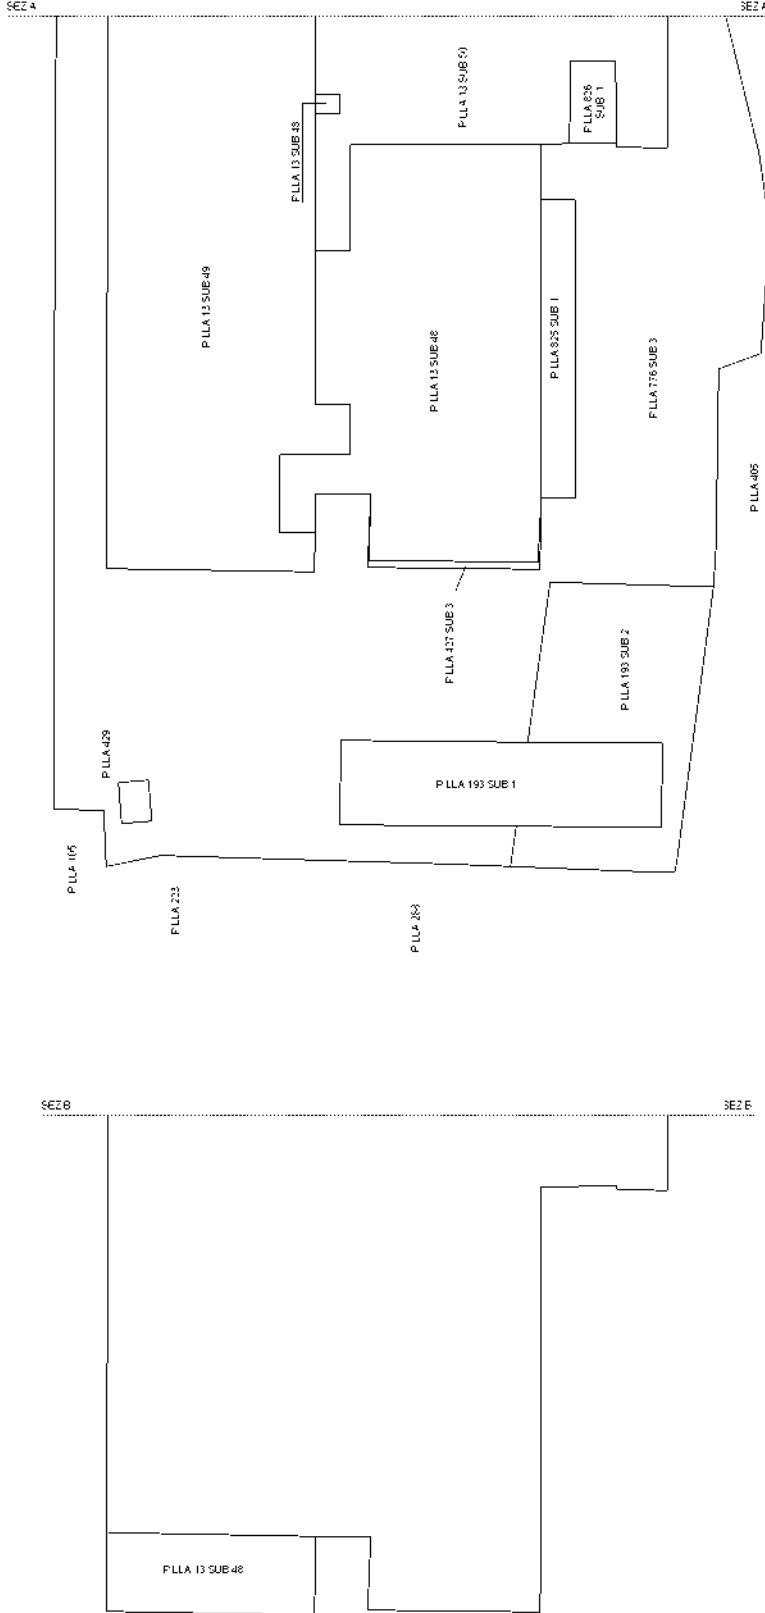 SEZ A
SEZ A
P.LLA 13 SUB 50
P.LLA 826
SUB 1
P.LLA 13 SUB 48
P.LLA 13 SUB 49
P.LLA 825 SUB 1
P.LLA 13 SUB 48
P.LLA 776 SUB 3
P.LLA 405
P.LLA 427 SUB 3
P.LLA 193 SUB 2
P.LLA 429
P.LLA 193 SUB 1
P.LLA 223
SEZ B
SEZ B
P.LLA 13 SUB 48